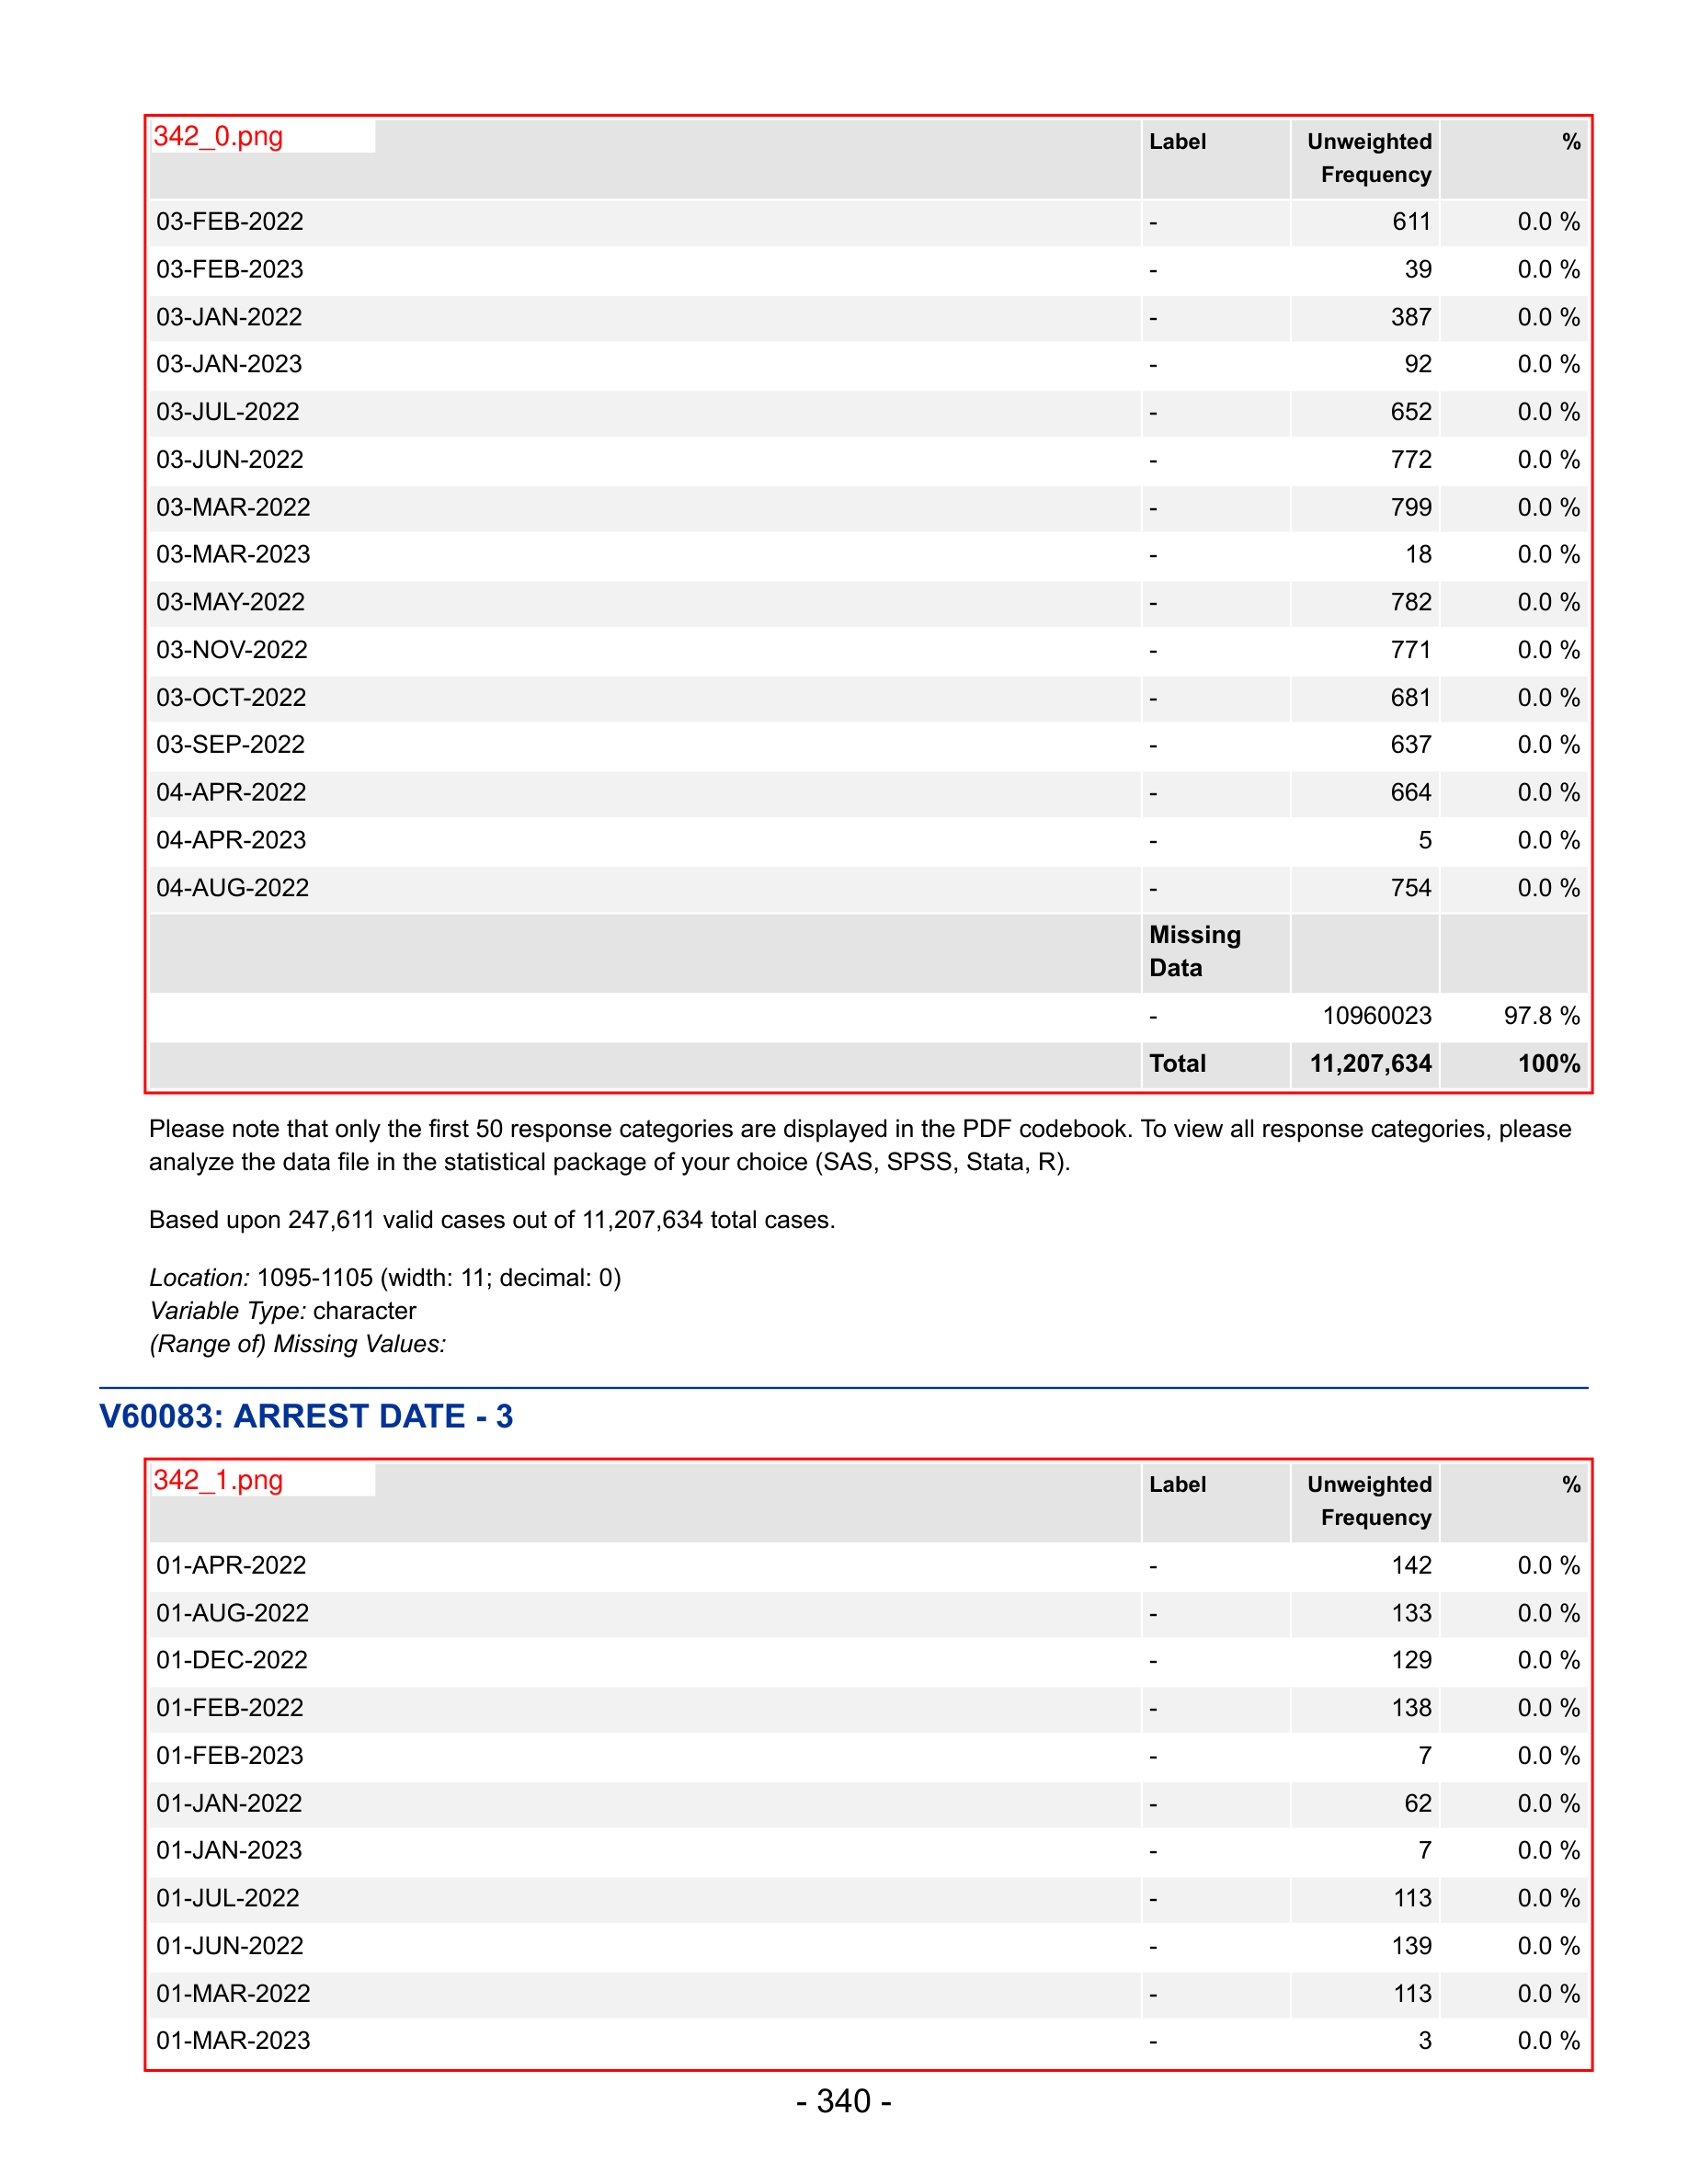 342_0.png Label Unweighted %
Frequency
03-FEB-2022 - 611 0.0 %
03-FEB-2023 - 39 0.0 %
03-JAN-2022 - 387 0.0 %
03-JAN-2023 - 92 0.0 %
03-JUL-2022 - 652 0.0 %
03-JUN-2022 - 772 0.0 %
03-MAR-2022 - 799 0.0 %
03-MAR-2023 - 18 0.0 %
03-MAY-2022 - 782 0.0 %
03-NOV-2022 - 771 0.0 %
03-OCT-2022 - 681 0.0 %
03-SEP-2022 - 637 0.0 %
04-APR-2022 - 664 0.0 %
04-APR-2023 - 5 0.0 %
04-AUG-2022 - 754 0.0 %
Missing
Data
- 10960023 97.8 %
Total 11,207,634 100%
Please note that only the first 50 response categories are displayed in the PDF codebook. To view all response categories, please
analyze the data file in the statistical package of your choice (SAS, SPSS, Stata, R).
Based upon 247,611 valid cases out of 11,207,634 total cases.
Location: 1095-1105 (width: 11; decimal: 0)
Variable Type: character
(Range of) Missing Values:
V60083: ARREST DATE - 3
342_1.png Label Unweighted %
Frequency
01-APR-2022 - 142 0.0 %
01-AUG-2022 - 133 0.0 %
01-DEC-2022 - 129 0.0 %
01-FEB-2022 - 138 0.0 %
01-FEB-2023 - 7 0.0 %
01-JAN-2022 - 62 0.0 %
01-JAN-2023 - 7 0.0 %
01-JUL-2022 - 113 0.0 %
01-JUN-2022 - 139 0.0 %
01-MAR-2022 - 113 0.0 %
01-MAR-2023 - 3 0.0 %
- 340 -